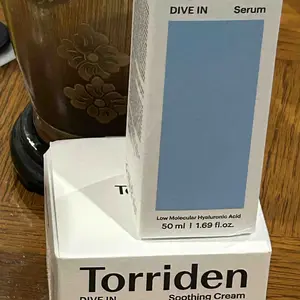 DIVE IN Serum
Low Molecular Hyaluronic Acid
50 ml | 1.69 fl.oz.
To
Torriden
DIVE IN Soothing Cream